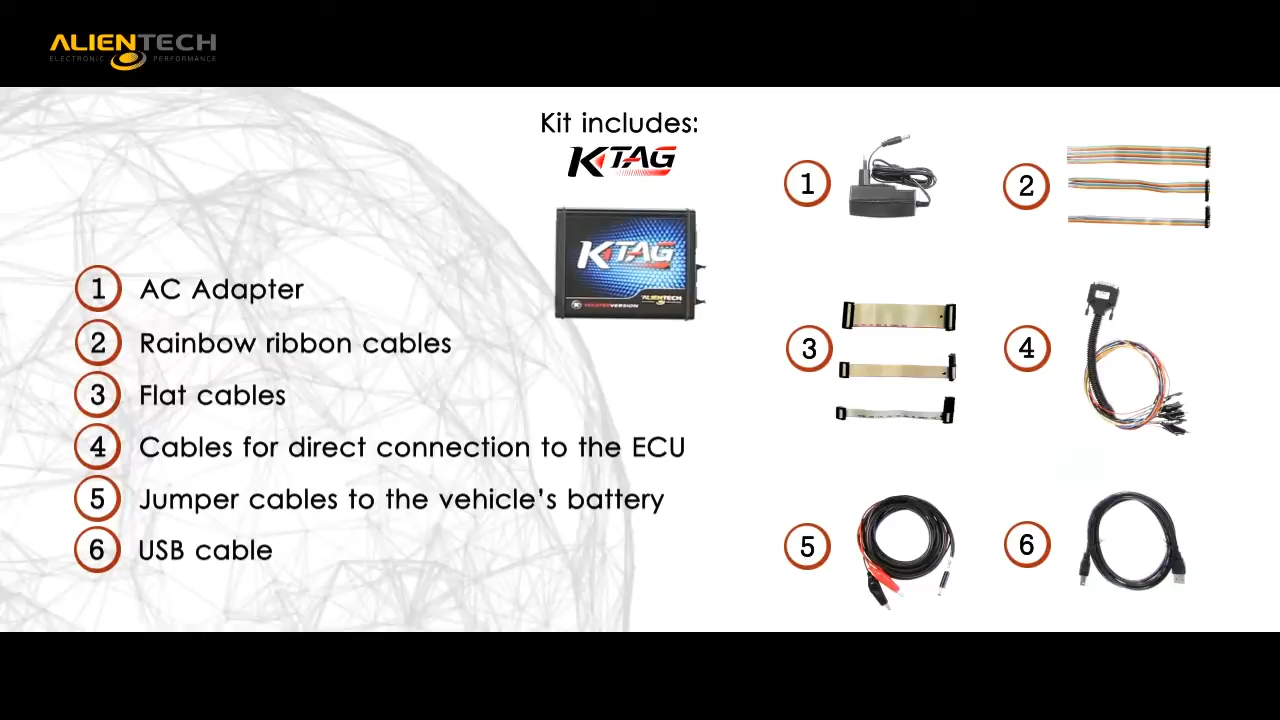 ALIENTECH
ELECTRONIC PERFORMANCE
Kit includes:
KTAG
KTAG
ALIENTECH
MASTERVERSION
1 AC Adapter
2 Rainbow ribbon cables
3 Flat cables
4 Cables for direct connection to the ECU
5 Jumper cables to the vehicle's battery
6 USB cable
1
2
3
4
5
6